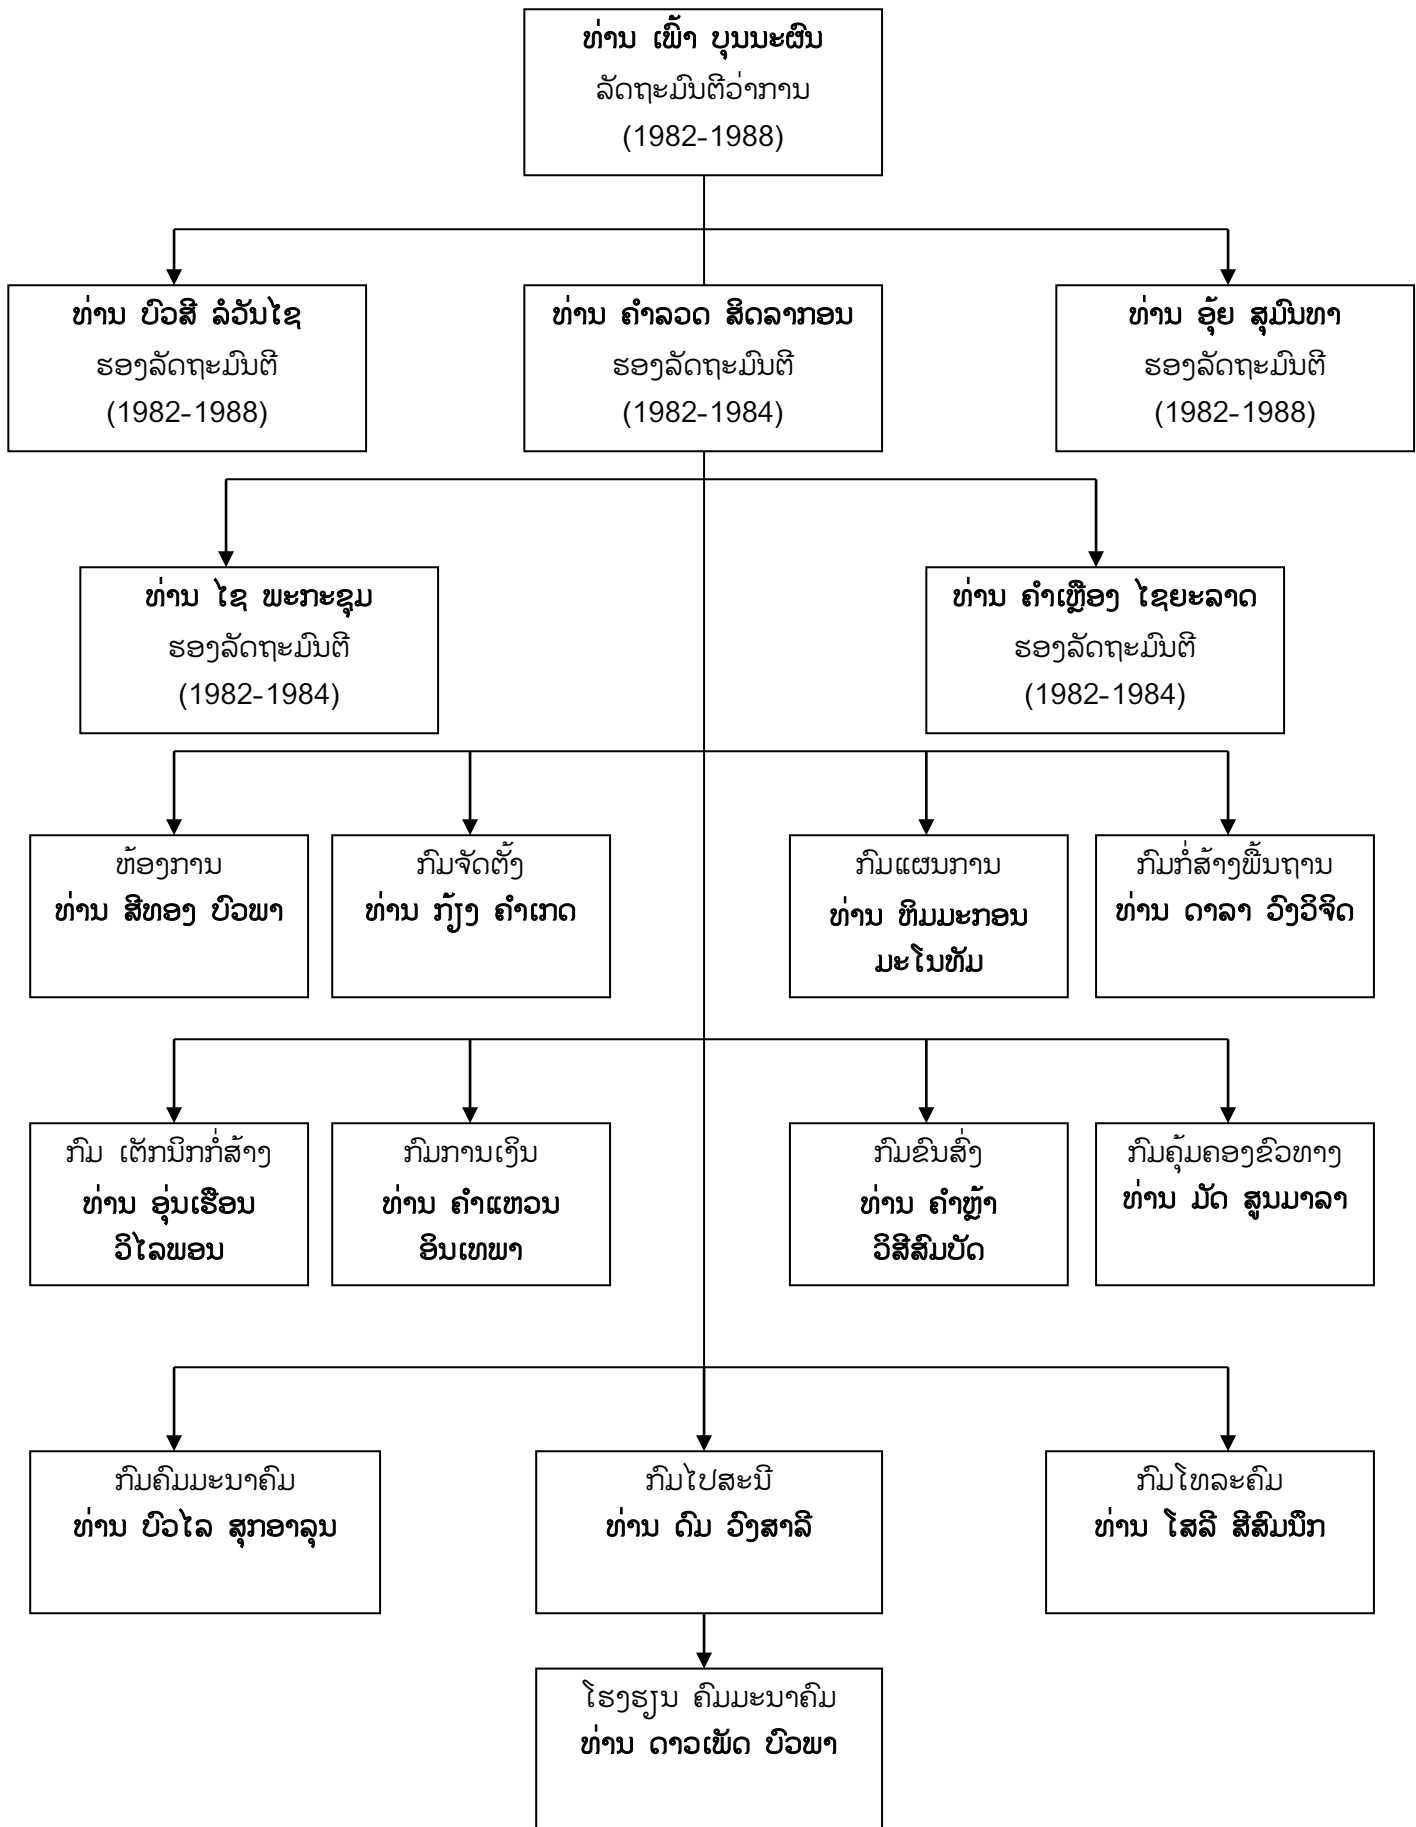 ທ່ານ ເພົ້າ ບຸນນະຜົນ
ລັດຖະມົນຕີວ່າການ
(1982-1988)
ທ່ານ ບົວສີ ລໍວັນໄຊ
ຮອງລັດຖະມົນຕີ
(1982-1988)
ທ່ານ ຄໍາລວດ ສິດລາກອນ
ຮອງລັດຖະມົນຕີ
(1982-1984)
ທ່ານ ອຸ້ຍ ສຸມົນທາ
ຮອງລັດຖະມົນຕີ
(1982-1988)
ທ່ານ ໄຊ ພະກະຊຸມ
ຮອງລັດຖະມົນຕີ
(1982-1984)
ທ່ານ ຄໍາເຫຼືອງ ໄຊຍະລາດ
ຮອງລັດຖະມົນຕີ
(1982-1984)
ຫ້ອງການ
ທ່ານ ສີທອງ ບົວພາ
ກົມຈັດຕັ້ງ
ທ່ານ ກ້ຽງ ຄໍາເກດ
ກົມແຜນການ
ທ່ານ ຫິມມະກອນ
ມະໂນທັມ
ກົມກໍ່ສ້າງພື້ນຖານ
ທ່ານ ດາລາ ວົງວິຈິດ
ກົມ ເຕັກນິກກໍ່ສ້າງ
ທ່ານ ອຸ່ນເຮືອນ
ວິໄລພອນ
ກົມການເງິນ
ທ່ານ ຄໍາແຫວນ
ອິນເທພາ
ກົມຂົນສົ່ງ
ທ່ານ ຄໍາຫຼ້າ
ວິສີສົມບັດ
ກົມຄຸ້ມຄອງຂົວທາງ
ທ່ານ ມັດ ສູນມາລາ
ກົມຄົມມະນາຄົມ
ທ່ານ ບົວໄລ ສຸກອາລຸນ
ກົມໄປສະນີ
ທ່ານ ດົມ ວົງສາລີ
ກົມໂທລະຄົມ
ທ່ານ ໂສລີ ສີສົມນຶກ
ໂຮງຮຽນ ຄົມມະນາຄົມ
ທ່ານ ດາວເພັດ ບົວພາ